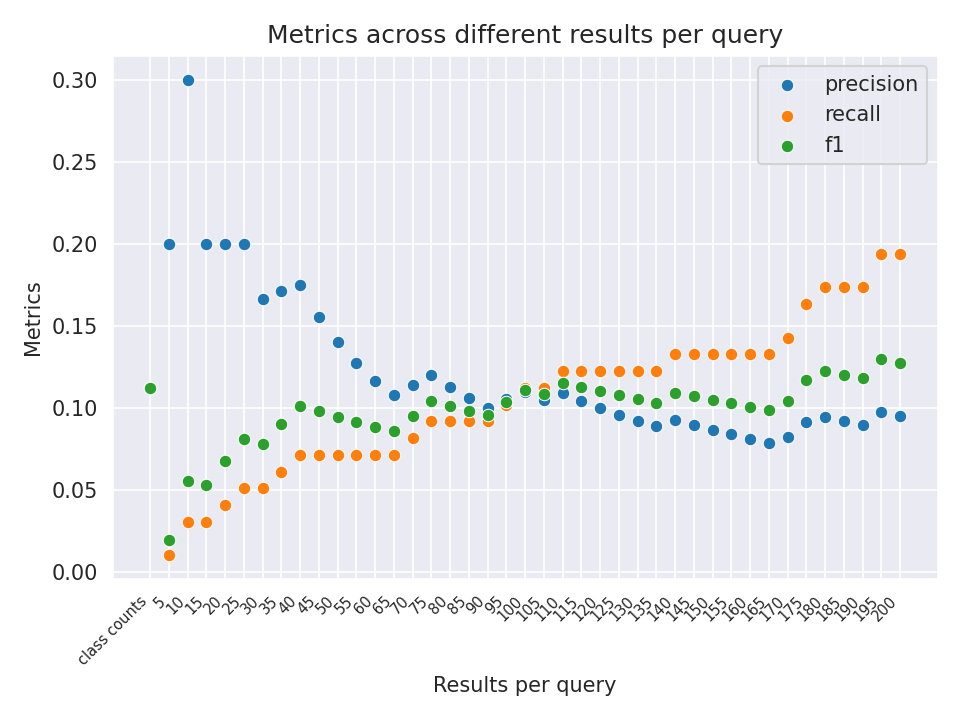 Metrics across different results per query
precision
recall
f1
0.30
0.25
0.20
0.15
0.10
0.05
0.00
Metrics
class counts 5 10 15 20 25 30 35 40 45 50 55 60 65 70 75 80 85 90 95 100 105 110 115 120 125 130 135 140 145 150 155 160 165 170 175 180 185 190 195 200
Results per query